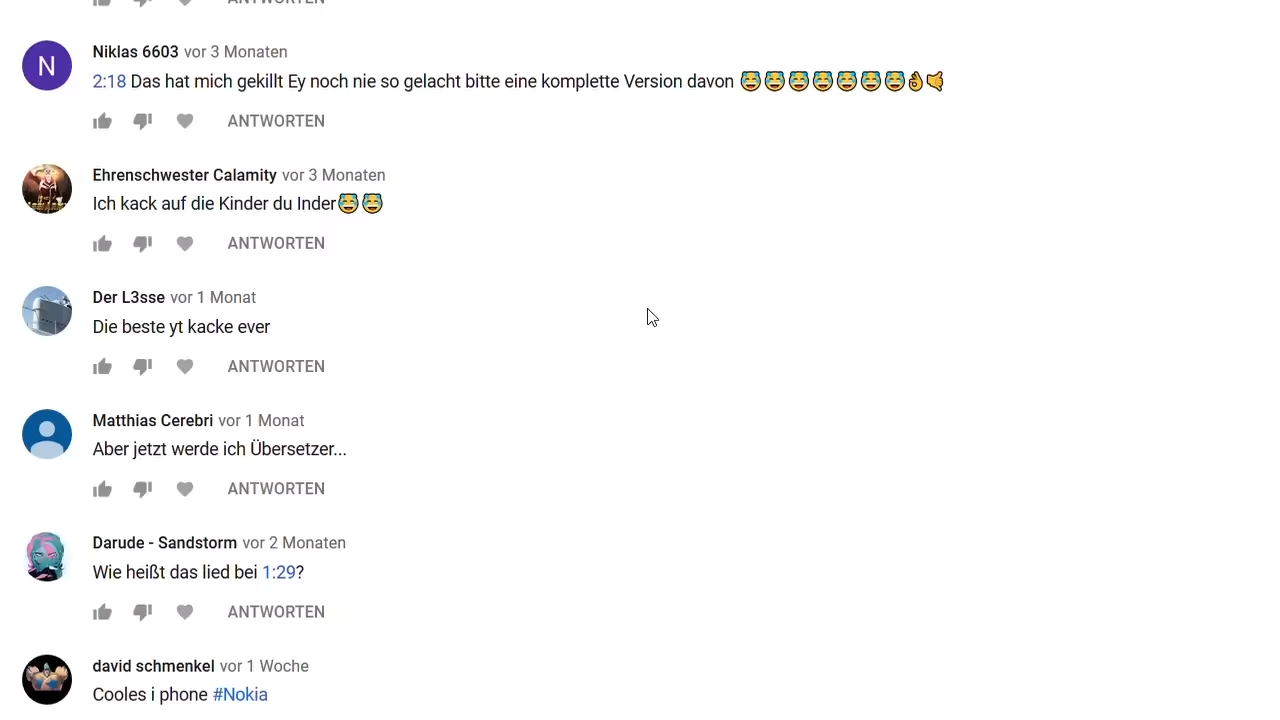 ANTWORTEN
Niklas 6603 vor 3 Monaten
2:18 Das hat mich gekillt Ey noch nie so gelacht bitte eine komplette Version davon 😂😂😂😂😂😂😂👌🤙
ANTWORTEN
Ehrenschwester Calamity vor 3 Monaten
Ich kack auf die Kinder du Inder😂😂
ANTWORTEN
Der L3sse vor 1 Monat
Die beste yt kacke ever
ANTWORTEN
Matthias Cerebri vor 1 Monat
Aber jetzt werde ich Übersetzer...
ANTWORTEN
Darude - Sandstorm vor 2 Monaten
Wie heißt das lied bei 1:29?
ANTWORTEN
david schmenkel vor 1 Woche
Cooles i phone #Nokia